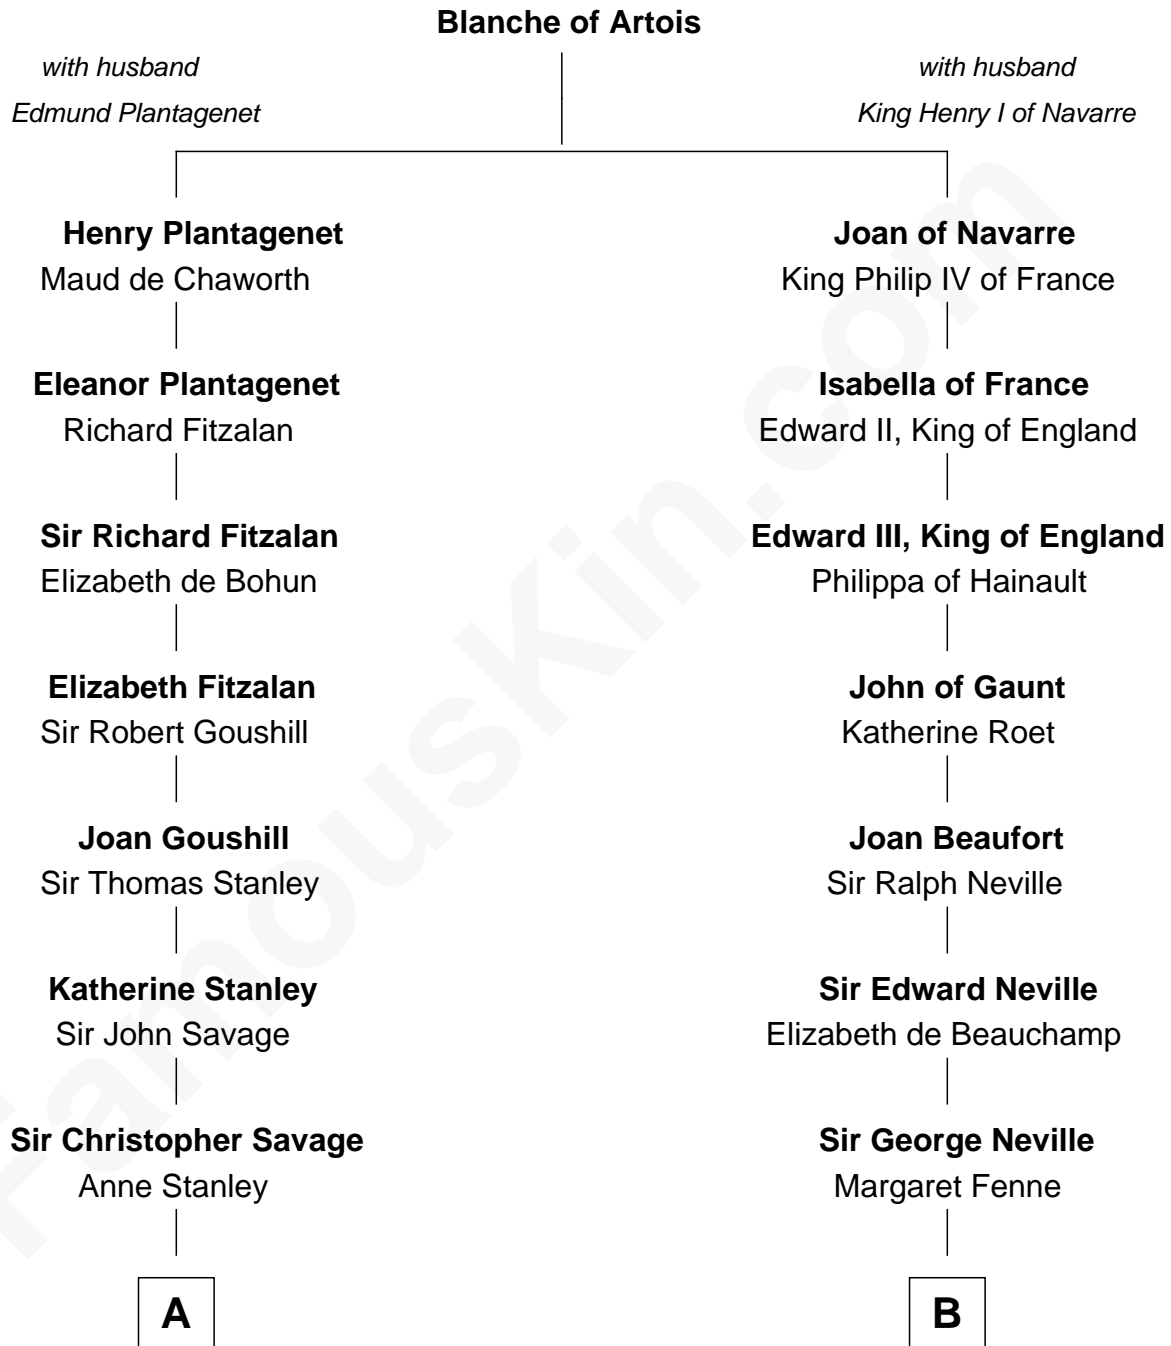 Blanche of Artois
with husband
Edmund Plantagenet
with husband
King Henry I of Navarre
Henry Plantagenet
Maud de Chaworth
Joan of Navarre
King Philip IV of France
Eleanor Plantagenet
Richard Fitzalan
Isabella of France
Edward II, King of England
Sir Richard Fitzalan
Elizabeth de Bohun
Edward III, King of England
Philippa of Hainault
Elizabeth Fitzalan
Sir Robert Goushill
John of Gaunt
Katherine Roet
Joan Goushill
Sir Thomas Stanley
Joan Beaufort
Sir Ralph Neville
Katherine Stanley
Sir John Savage
Sir Edward Neville
Elizabeth de Beauchamp
Sir Christopher Savage
Anne Stanley
Sir George Neville
Margaret Fenne
A
B
FamousKin.com